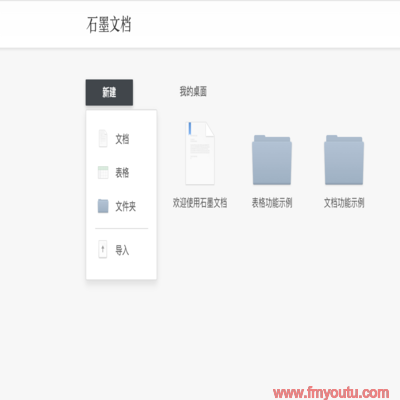 石墨文档
新建
我的桌面
文档
表格
文件夹
导入
欢迎使用石墨文档
表格功能示例
文档功能示例
www.fmyoutu.com